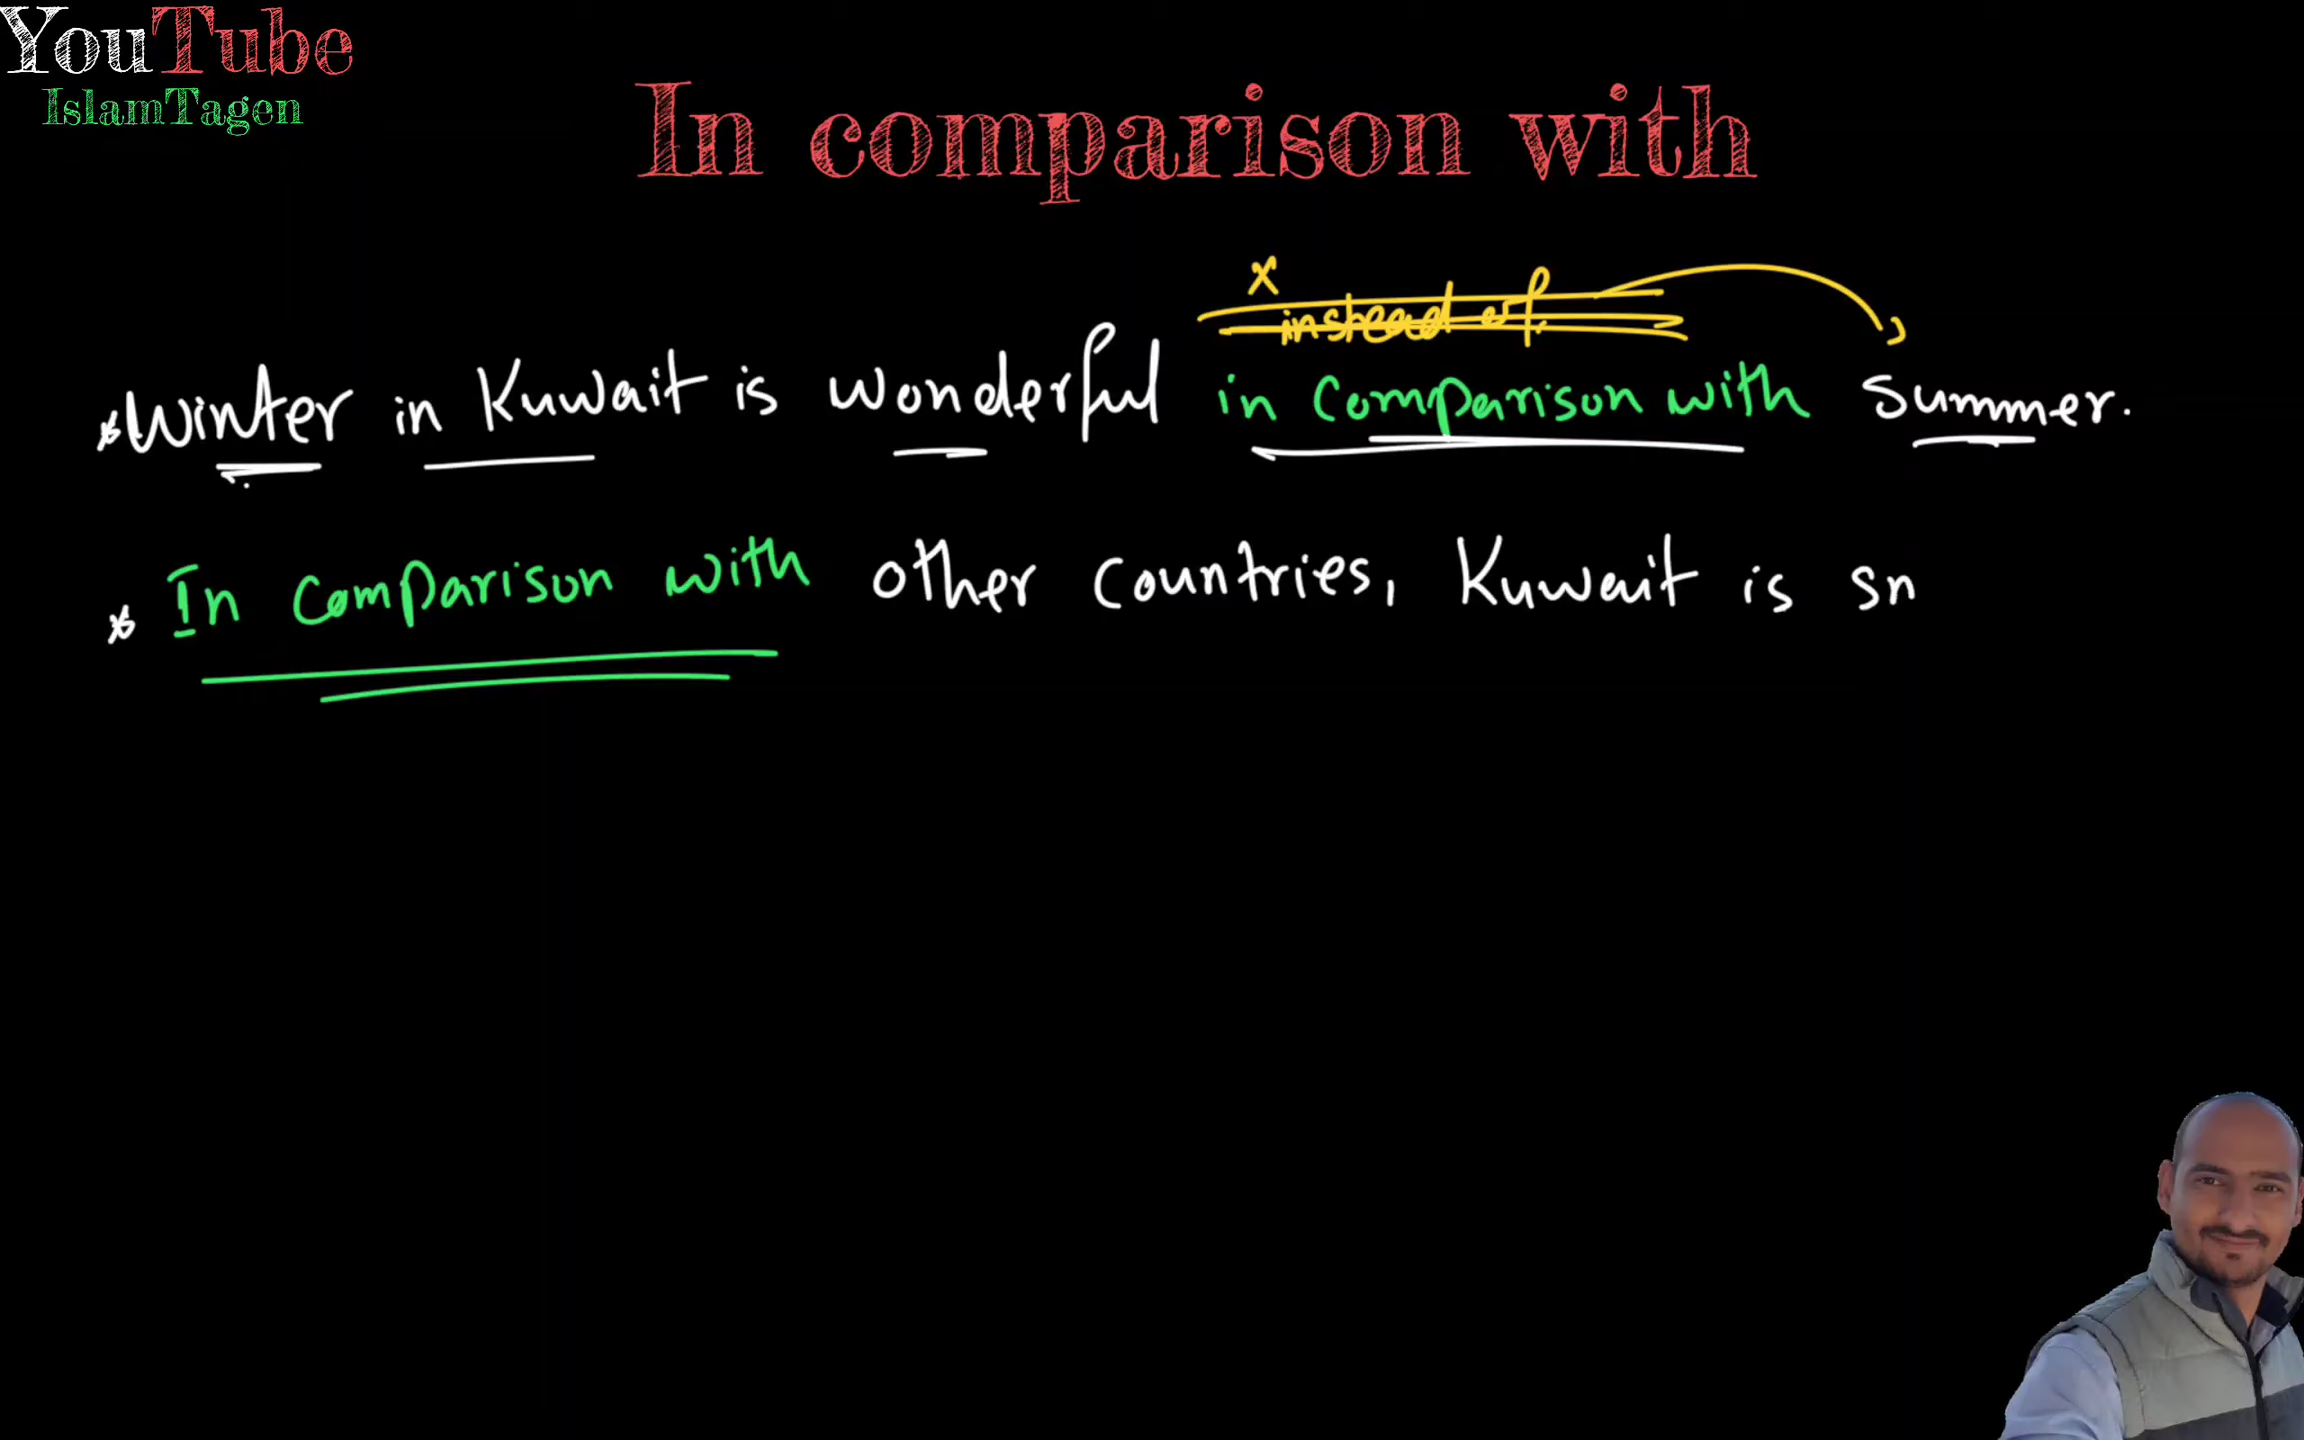 YouTube
IslamTagen
In comparison with
x
instead of
*Winter in Kuwait is wonderful in comparison with summer.
* In comparison with other countries, Kuwait is sn